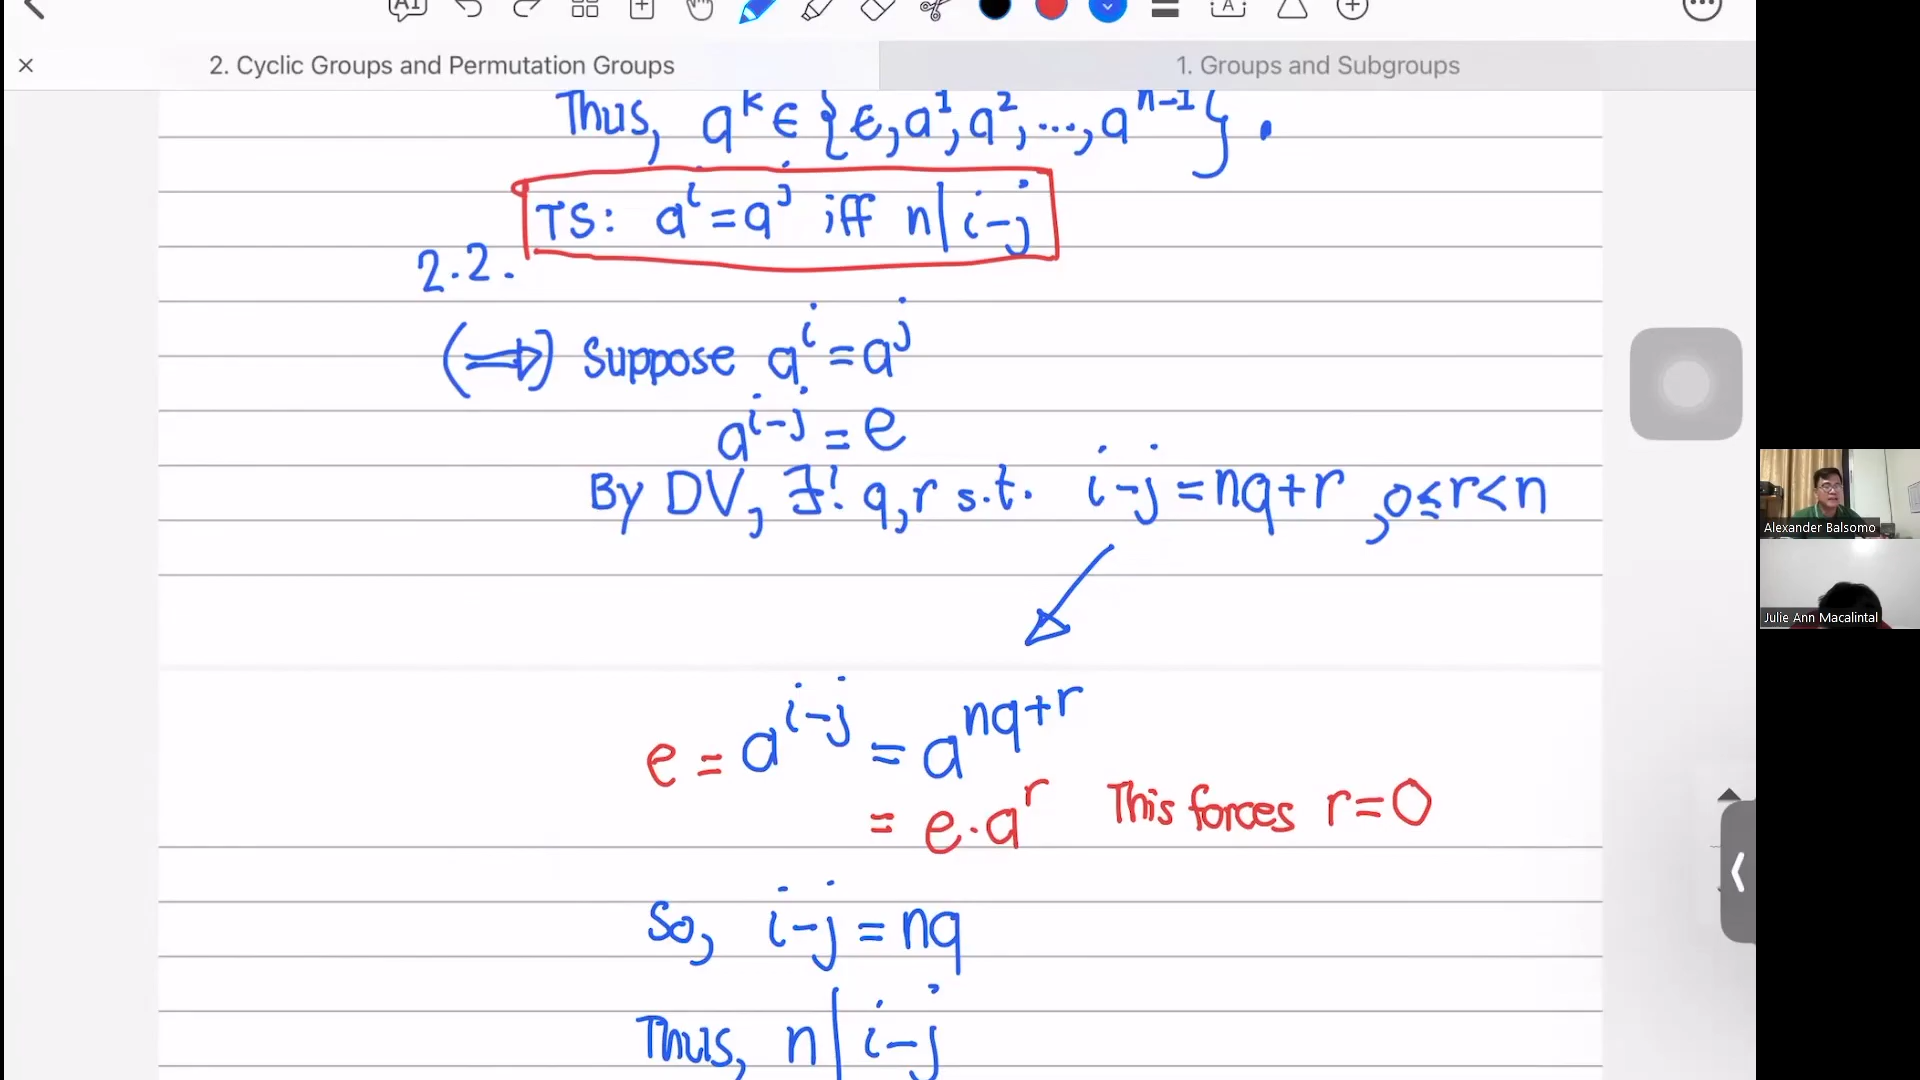 2. Cyclic Groups and Permutation Groups
1. Groups and Subgroups
Thus, a^k ∈ {e, a^1, a^2, ..., a^{n-1}}.
TS: a^i = a^j iff n | i-j
2.2.
(⟹) Suppose a^i = a^j
a^{i-j} = e
By DV, ∃! q, r s.t. i-j = nq+r, 0≤r<n
e = a^{i-j} = a^{nq+r}
= e·a^r This forces r=0
So, i-j = nq
Thus, n | i-j
Alexander Balsomo
Julie Ann Macalintal